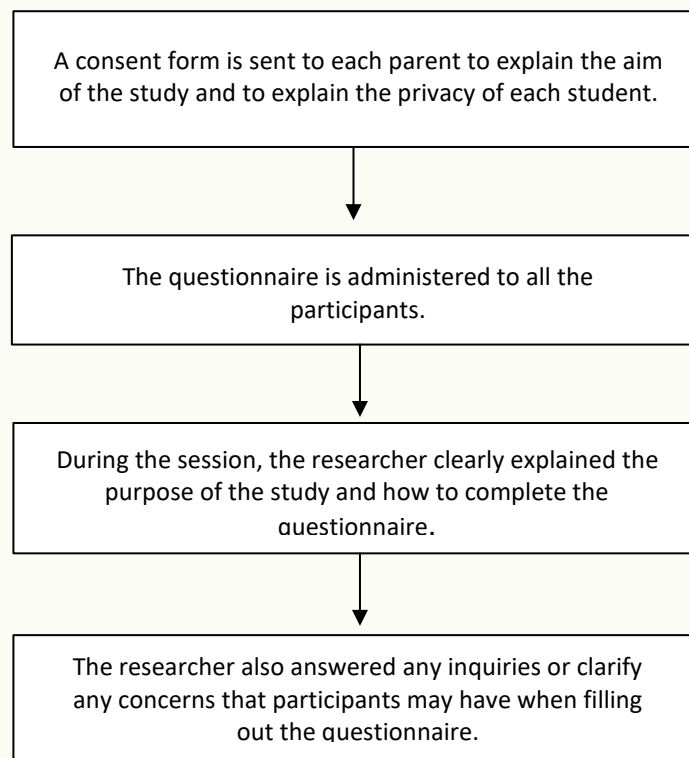 A consent form is sent to each parent to explain the aim
of the study and to explain the privacy of each student.
The questionnaire is administered to all the
participants.
During the session, the researcher clearly explained the
purpose of the study and how to complete the
questionnaire.
The researcher also answered any inquiries or clarify
any concerns that participants may have when filling
out the questionnaire.